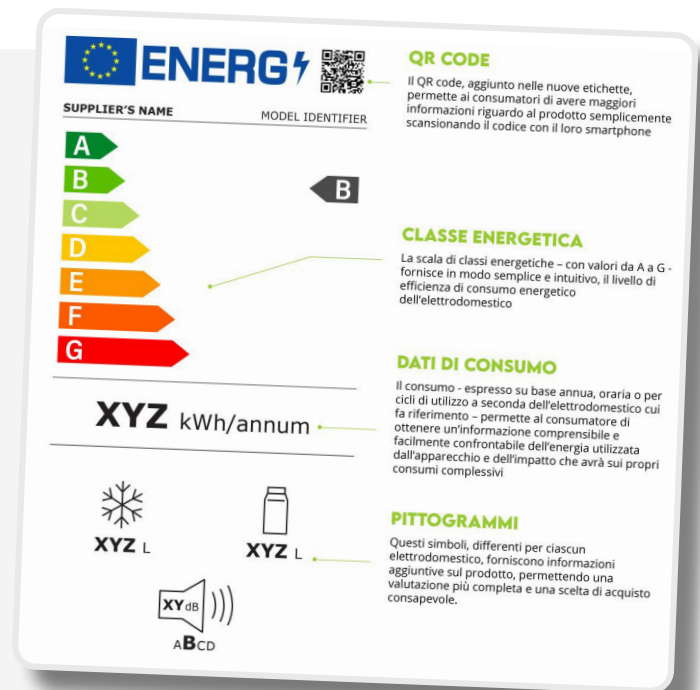 ENERG
SUPPLIER'S NAME
MODEL IDENTIFIER
A
B
C
D
E
F
G
B
XYZ kWh/annum
XYZ L
XYZ L
XY dB
ABCD
QR CODE
Il QR code, aggiunto nelle nuove etichette,
permette ai consumatori di avere maggiori
informazioni riguardo al prodotto semplicemente
scansionando il codice con il loro smartphone
CLASSE ENERGETICA
La scala di classi energetiche – con valori da A a G -
fornisce in modo semplice e intuitivo, il livello di
efficienza di consumo energetico
dell'elettrodomestico
DATI DI CONSUMO
Il consumo - espresso su base annua, oraria o per
cicli di utilizzo a seconda dell'elettrodomestico cui
fa riferimento – permette al consumatore di
ottenere un'informazione comprensibile e
facilmente confrontabile dell'energia utilizzata
dall'apparecchio e dell'impatto che avrà sui propri
consumi complessivi
PITTOGRAMMI
Questi simboli, differenti per ciascun
elettrodomestico, forniscono informazioni
aggiuntive sul prodotto, permettendo una
valutazione più completa e una scelta di acquisto
consapevole.